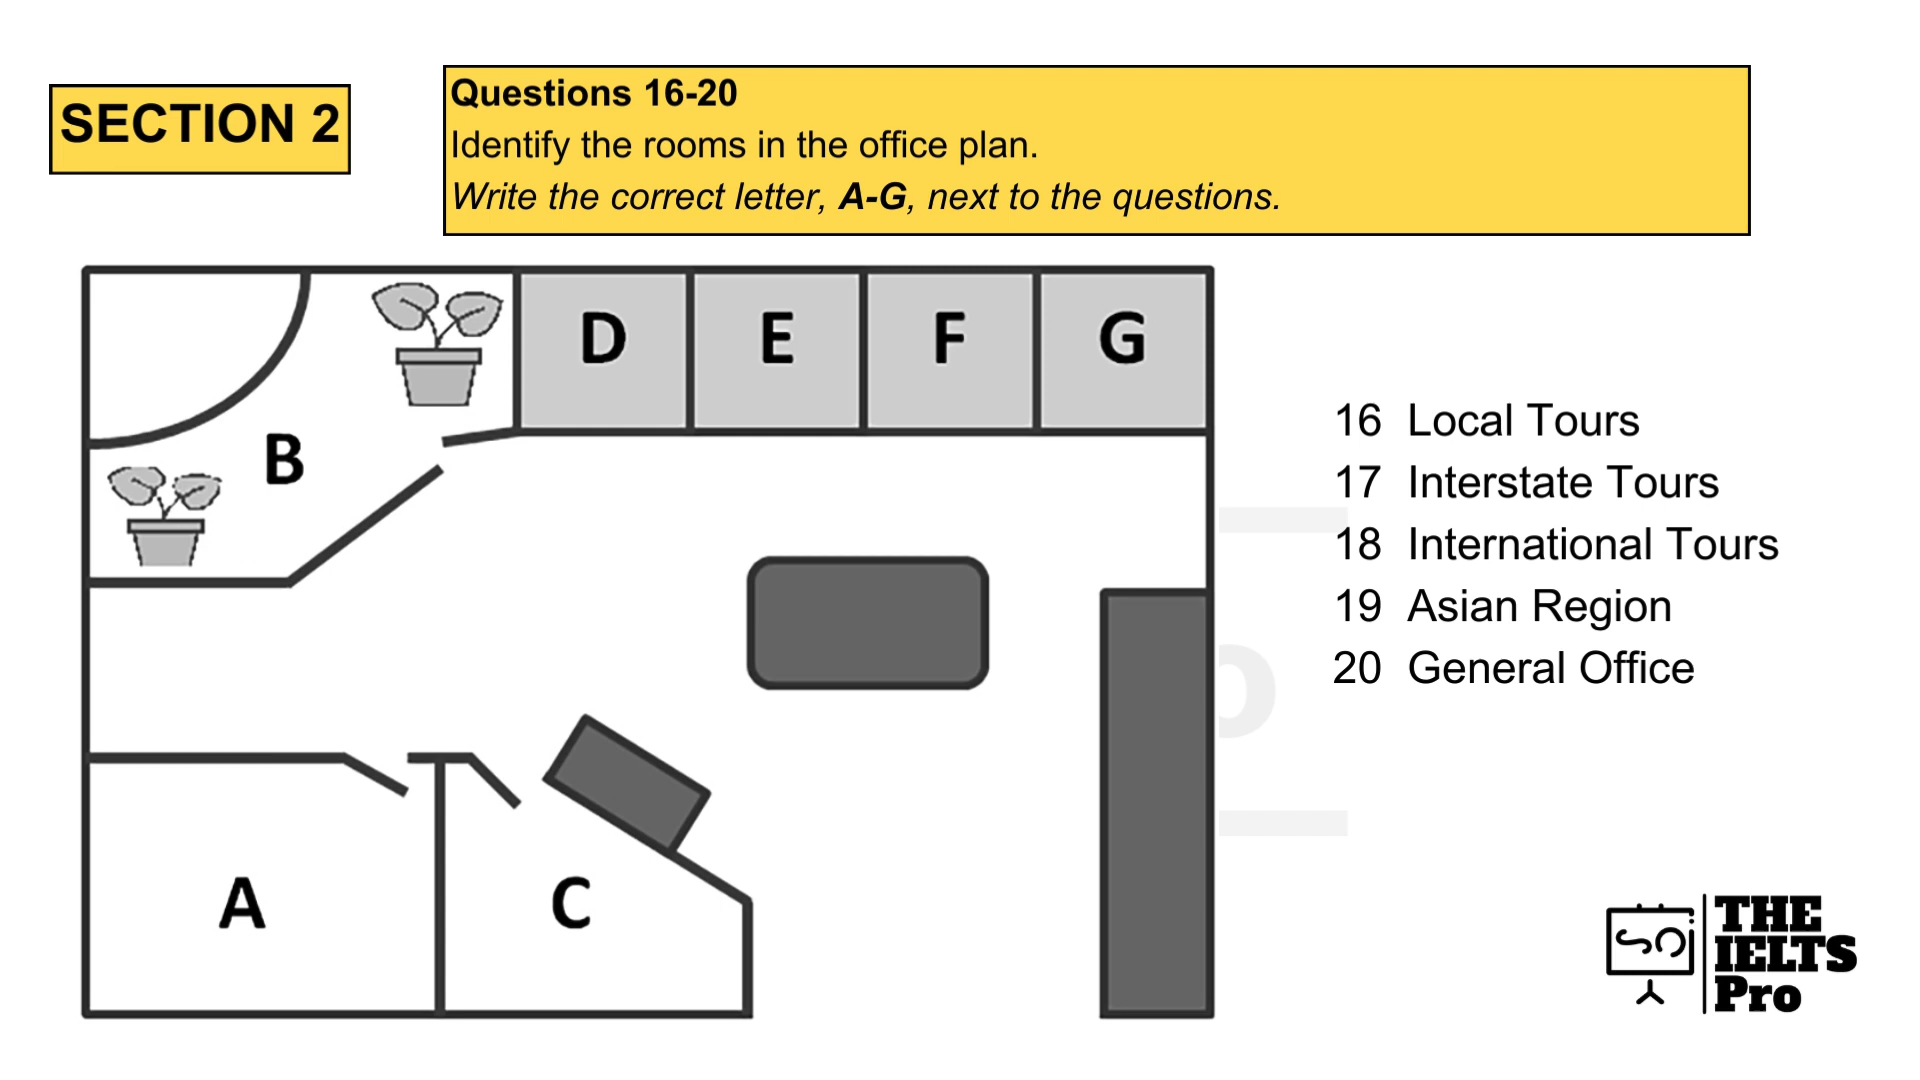 SECTION 2
Questions 16-20
Identify the rooms in the office plan.
Write the correct letter, A-G, next to the questions.
D E F G
B
A C
16 Local Tours
17 Interstate Tours
18 International Tours
19 Asian Region
20 General Office
THE
IELTS
Pro